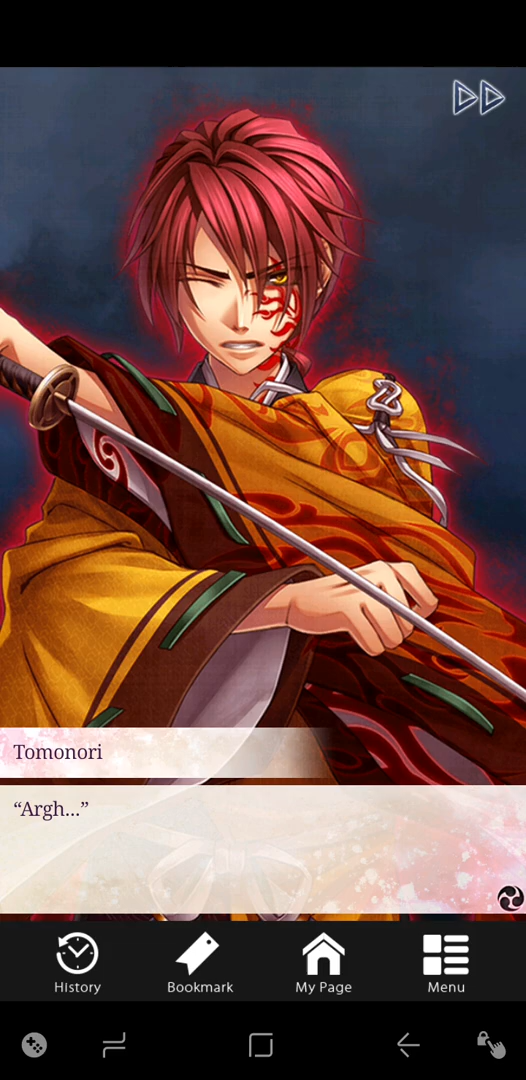 Tomonori
“Argh...”
History
Bookmark
My Page
Menu